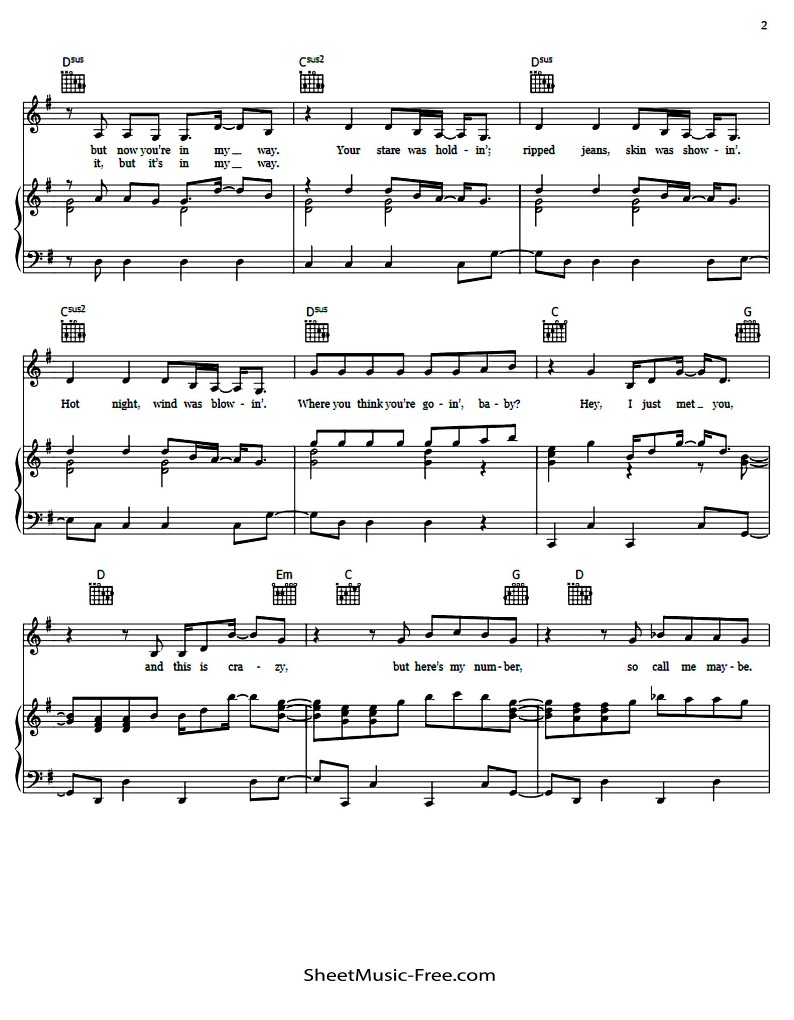 2
Dsus Csus2 Dsus
but now you're in my _ way. Your stare was hold - in'; ripped jeans, skin was show - in'.
it, but it's in my _ way.
Csus2 Dsus C G
Hot night, wind was blow - in'. Where you think you're go - in', ba - by? Hey, I just met _ you,
D Em C G D
and this is cra - zy, but here's my num - ber, so call me may - be.
SheetMusic-Free.com